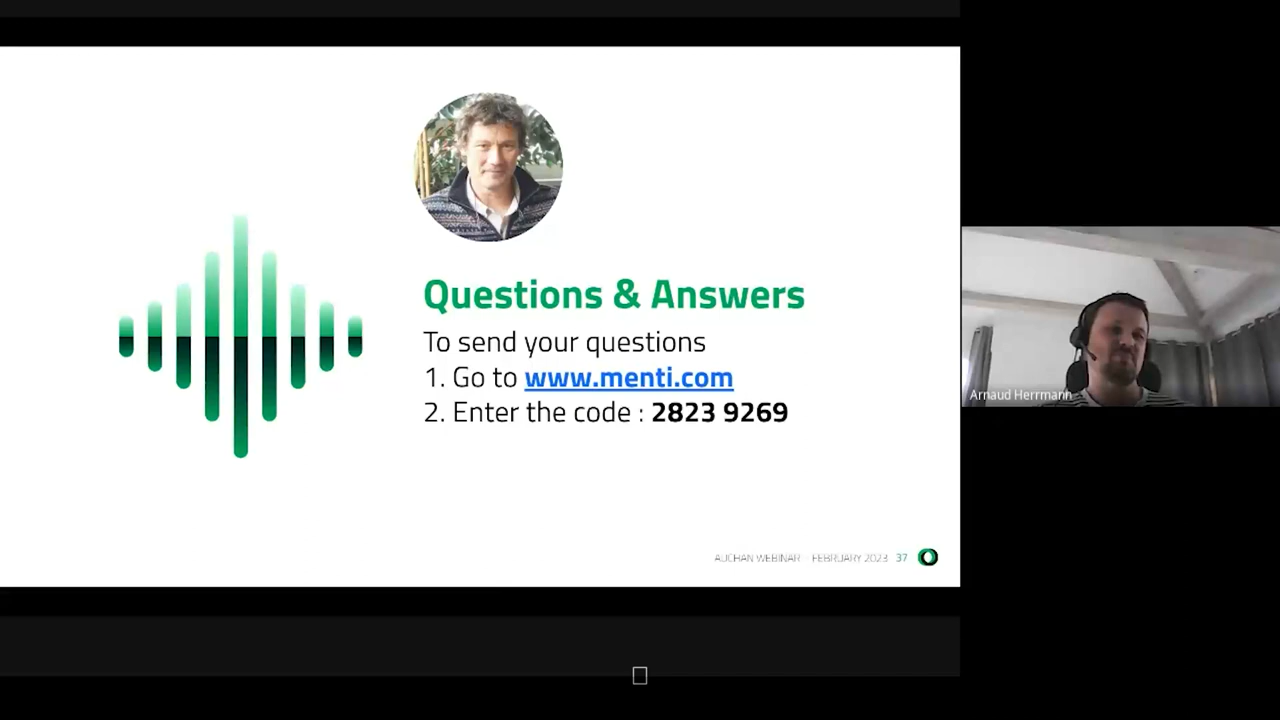 Questions & Answers
To send your questions
1. Go to www.menti.com
2. Enter the code : 2823 9269
AUCHAN WEBINAR - FEBRUARY 2023 37
Arnaud Herrmann